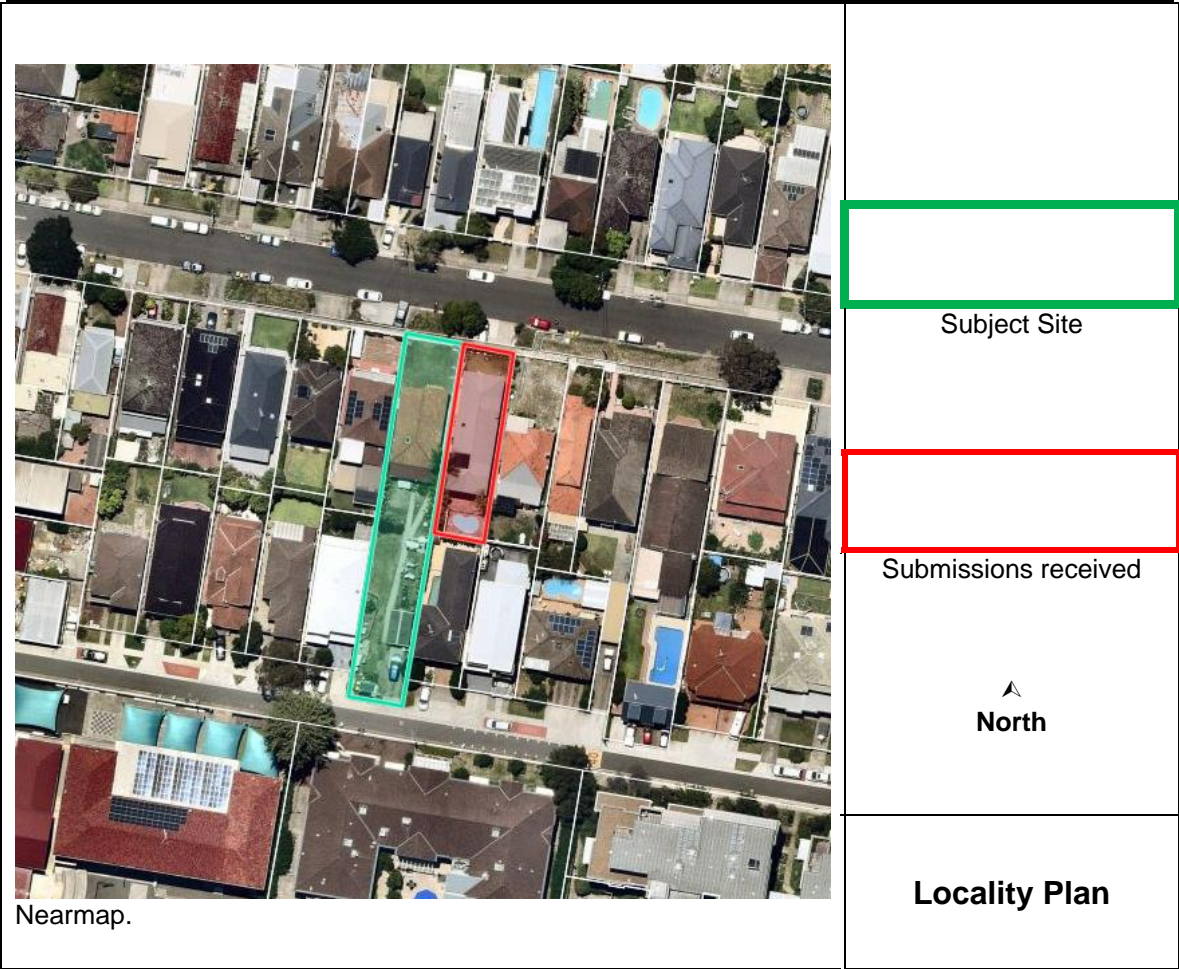 Subject Site
Submissions received
North
Locality Plan
Nearmap.